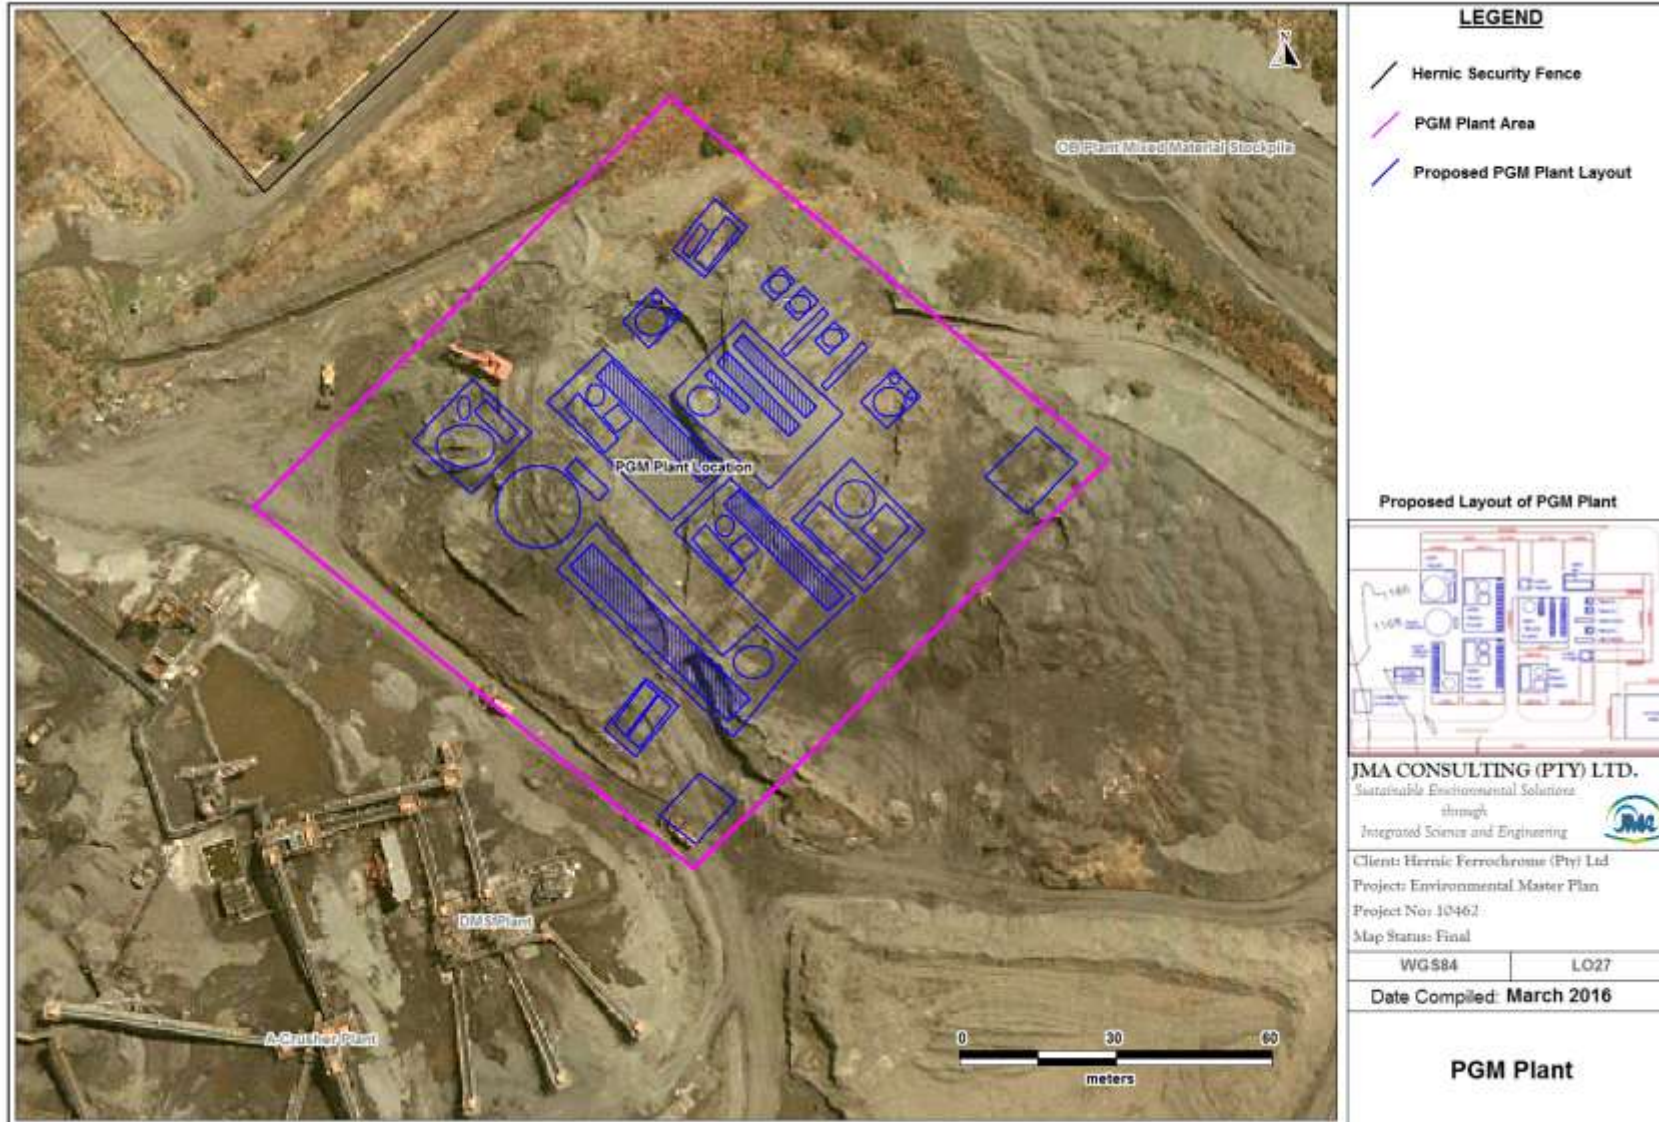 LEGEND
Hernic Security Fence
PGM Plant Area
Proposed PGM Plant Layout
N
OB Plant Mixed Material Stockpile
PGM Plant Location
DMS Plant
A-Crusher Plant
0 30 60
meters
Proposed Layout of PGM Plant
1166
JMA CONSULTING (PTY) LTD.
Sustainable Environmental Solutions
through
Integrated Science and Engineering
JMA
Client: Hernic Ferrochrome (Pty) Ltd
Project: Environmental Master Plan
Project No: 10462
Map Status: Final
WGS84 LO27
Date Compiled: March 2016
PGM Plant